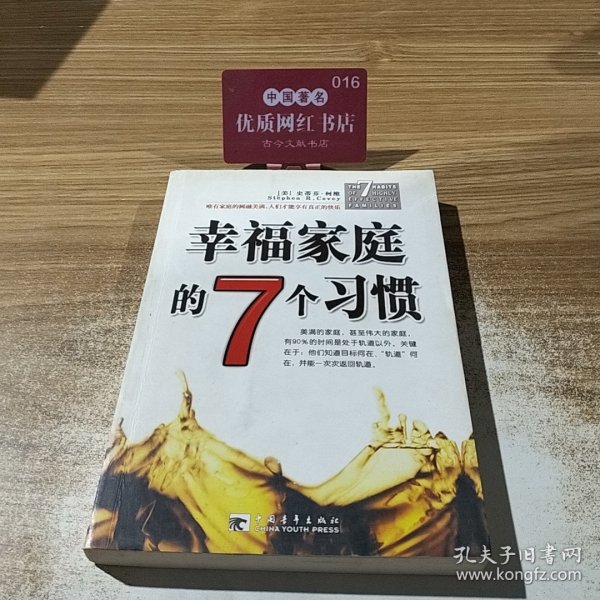 016
中国著名
优质网红书店
古今文献书店
[美] 史蒂芬·柯维
Stephen R. Covey
唯有家庭的圆融美满,人们才能享有真正的快乐
THE 7 HABITS
OF HIGHLY
EFFECTIVE
FAMILIES
幸福家庭
的7个习惯
美满的家庭,甚至伟大的家庭,
有90%的时间是处于轨道以外。关键
在于:他们知道目标何在、“轨道”何
在,并能一次次返回轨道。
中国青年出版社
CHINA YOUTH PRESS
孔夫子旧书网
www.kongfz.com